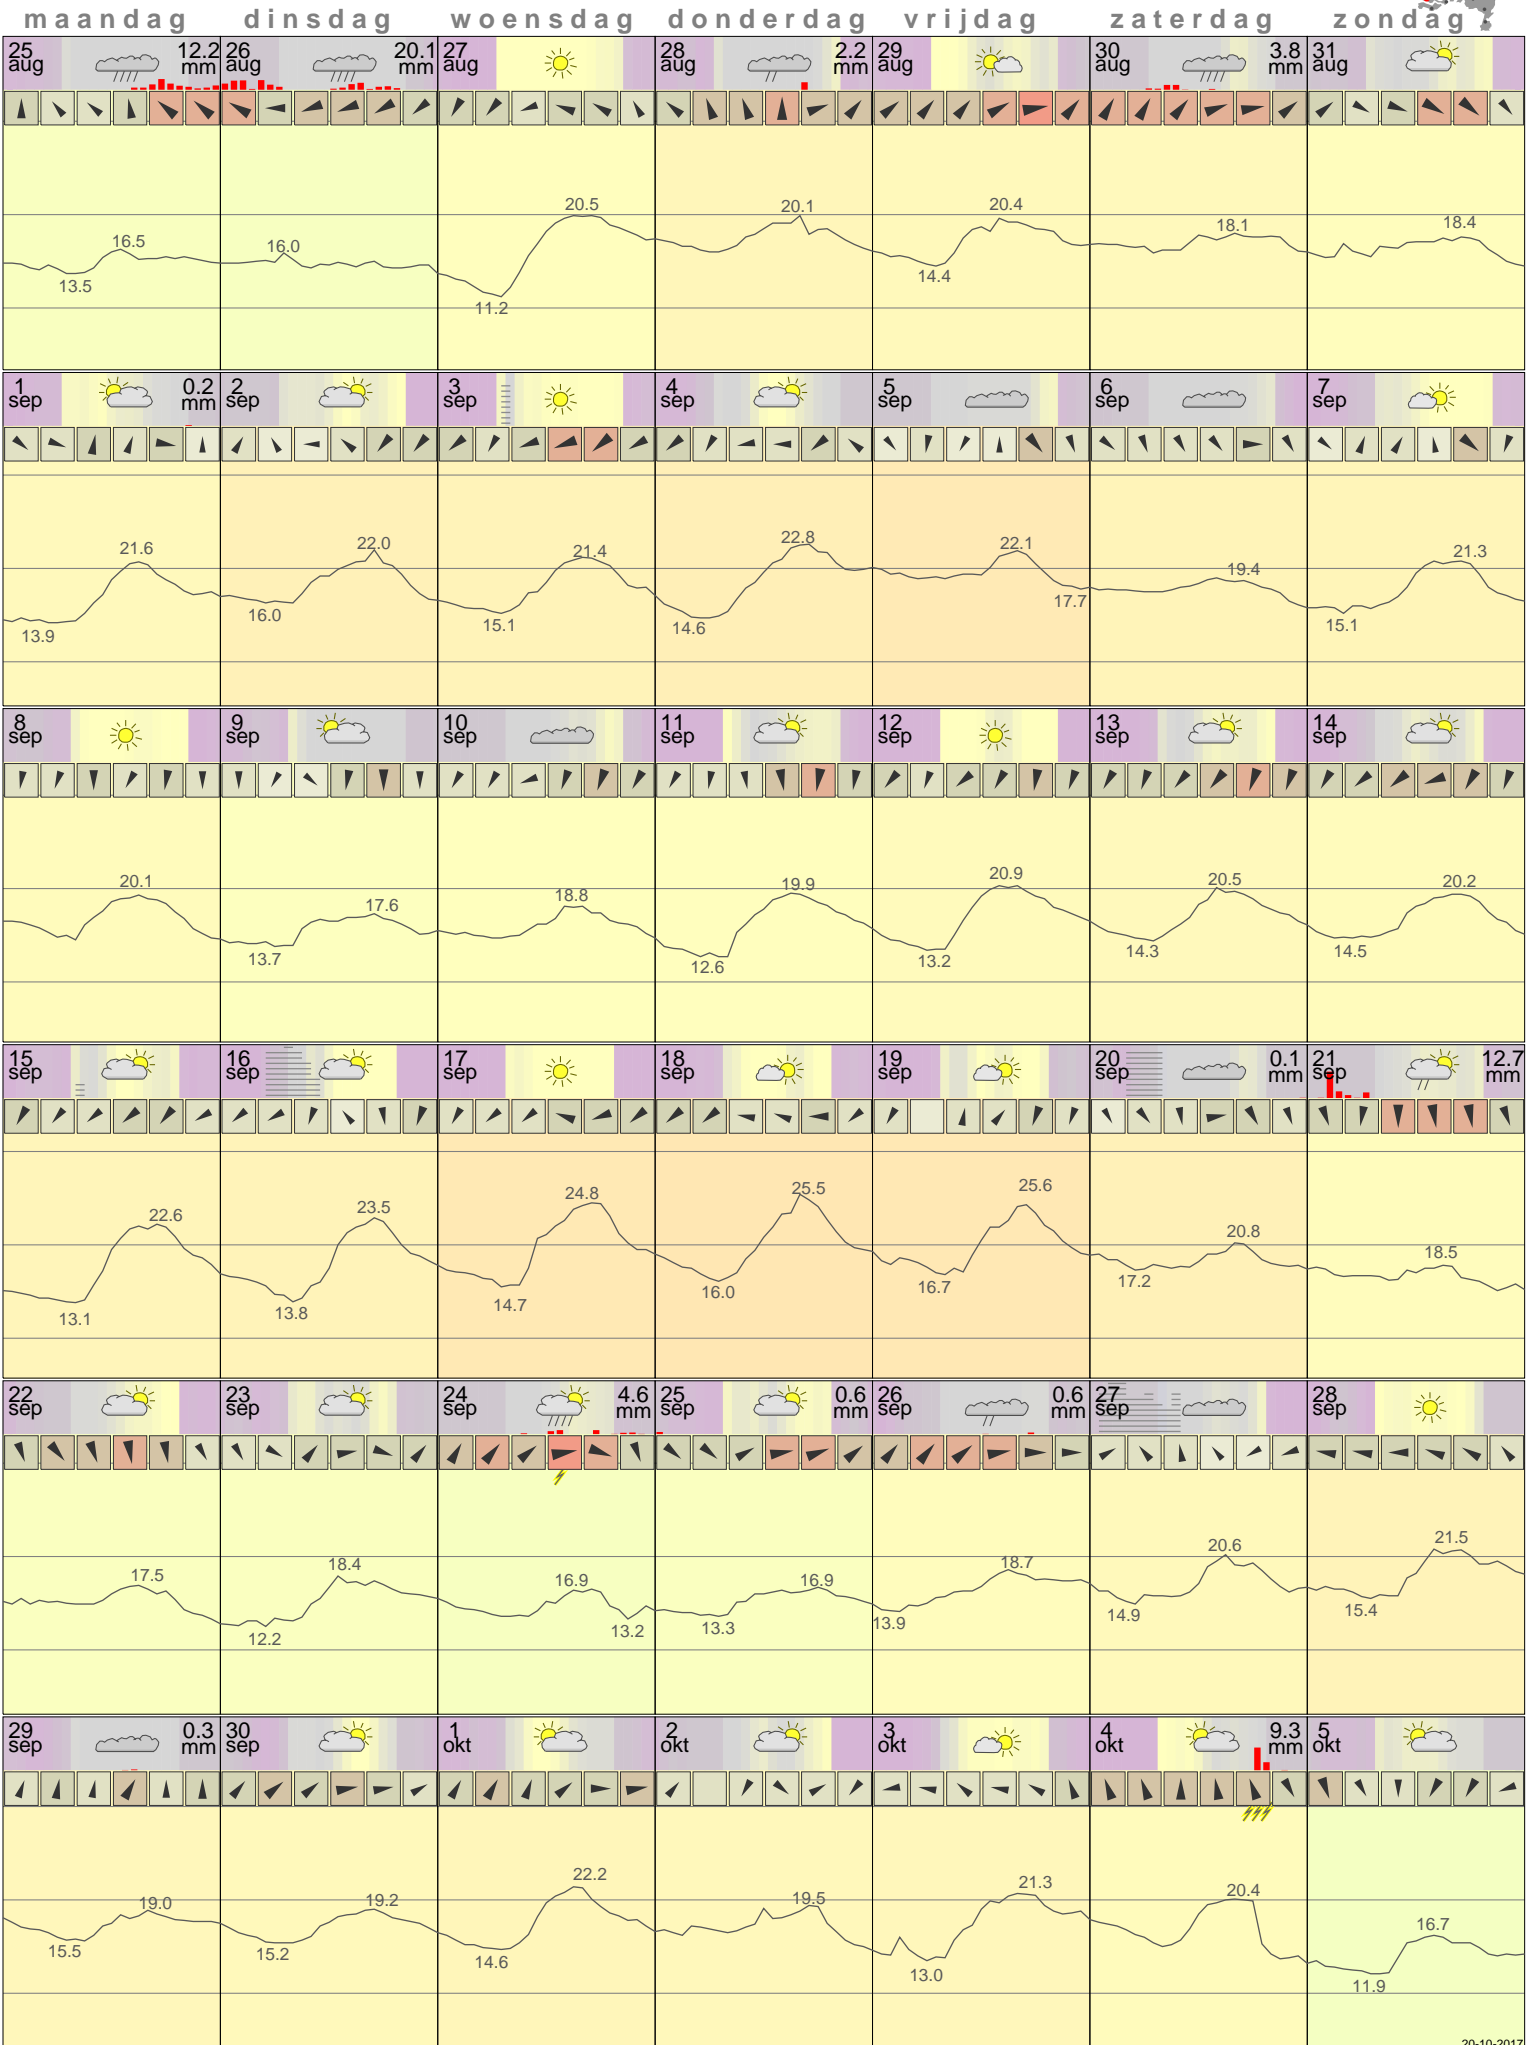 maandag dinsdag woensdag donderdag vrijdag zaterdag zondag
25 aug 12.2 mm 26 aug 20.1 mm 27 aug 28 aug 2.2 mm 29 aug 30 aug 3.8 mm 31 aug
16.5 13.5 16.0 20.5 11.2 20.1 20.4 14.4 18.1 18.4
1 sep 0.2 mm 2 sep 3 sep 4 sep 5 sep 6 sep 7 sep
21.6 13.9 22.0 16.0 21.4 15.1 22.8 14.6 22.1 17.7 19.4 21.3 15.1
8 sep 9 sep 10 sep 11 sep 12 sep 13 sep 14 sep
20.1 17.6 13.7 18.8 19.9 12.6 20.9 13.2 20.5 14.3 20.2 14.5
15 sep 16 sep 17 sep 18 sep 19 sep 20 sep 0.1 mm 21 sep 12.7 mm
22.6 13.1 23.5 13.8 24.8 14.7 25.5 16.0 25.6 16.7 20.8 17.2 18.5
22 sep 23 sep 24 sep 4.6 mm 25 sep 0.6 mm 26 sep 0.6 mm 27 sep 28 sep
17.5 18.4 12.2 16.9 13.2 16.9 13.3 18.7 13.9 20.6 14.9 21.5 15.4
29 sep 0.3 mm 30 sep 1 okt 2 okt 3 okt 4 okt 9.3 mm 5 okt
19.0 15.5 19.2 15.2 22.2 14.6 19.5 21.3 13.0 20.4 16.7 11.9
20-10-2017